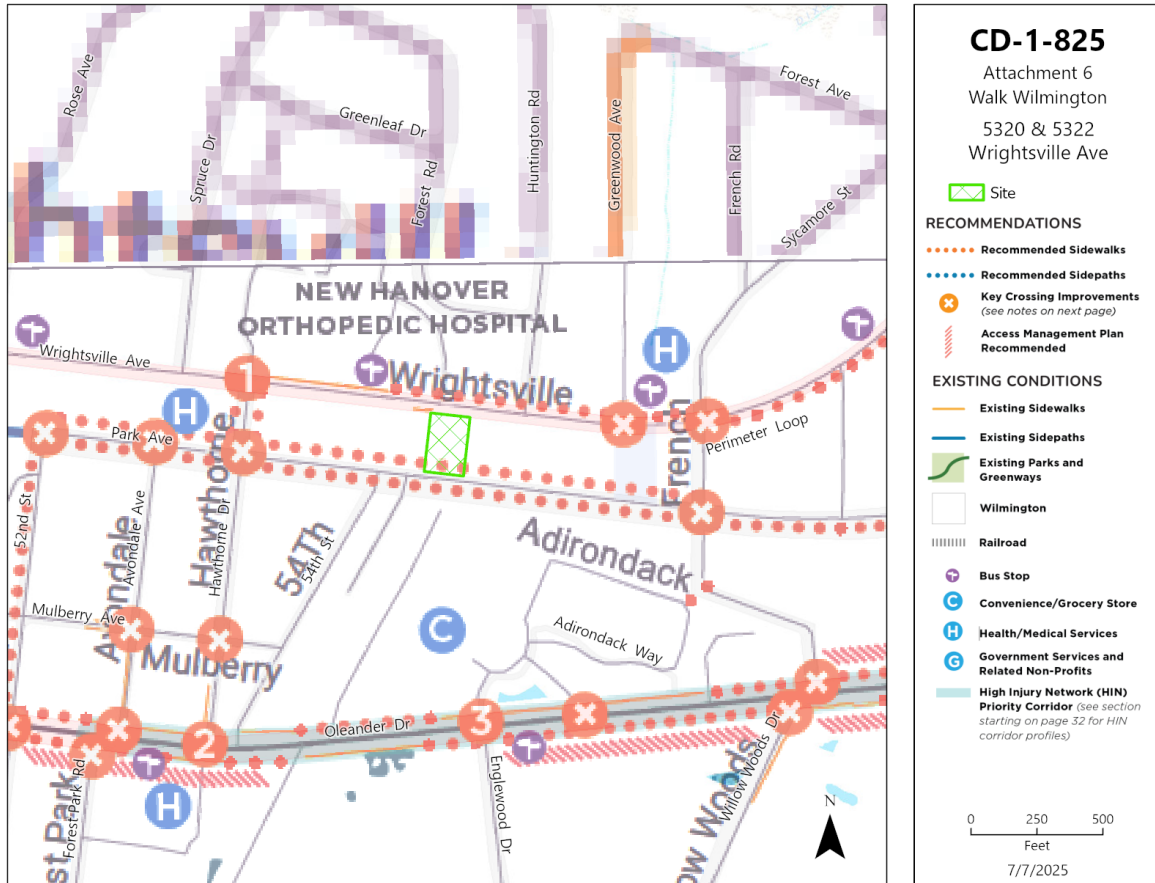 Rose Ave
Spruce Dr
Greenleaf Dr
Forest Rd
Huntington Rd
Greenwood Ave
French Rd
Forest Ave
Sycamore St
NEW HANOVER
ORTHOPEDIC HOSPITAL
Wrightsville Ave
Wrightsville
H
H
1
Park Ave
Perimeter Loop
French
Hawthorne
Hawthorne Dr
Avondale
Avondale Ave
52nd St
54Th
54th St
Adirondack
Adirondack Way
Mulberry Ave
Mulberry
C
Oleander Dr
2
3
H
Englewood Dr
Willow Woods Dr
ow Woods
Forest Park Rd
st Park
N
CD-1-825
Attachment 6
Walk Wilmington
5320 & 5322
Wrightsville Ave
Site
RECOMMENDATIONS
Recommended Sidewalks
Recommended Sidepaths
Key Crossing Improvements
(see notes on next page)
Access Management Plan
Recommended
EXISTING CONDITIONS
Existing Sidewalks
Existing Sidepaths
Existing Parks and
Greenways
Wilmington
Railroad
Bus Stop
C Convenience/Grocery Store
H Health/Medical Services
G Government Services and
Related Non-Profits
High Injury Network (HIN)
Priority Corridor (see section
starting on page 32 for HIN
corridor profiles)
0 250 500
Feet
7/7/2025